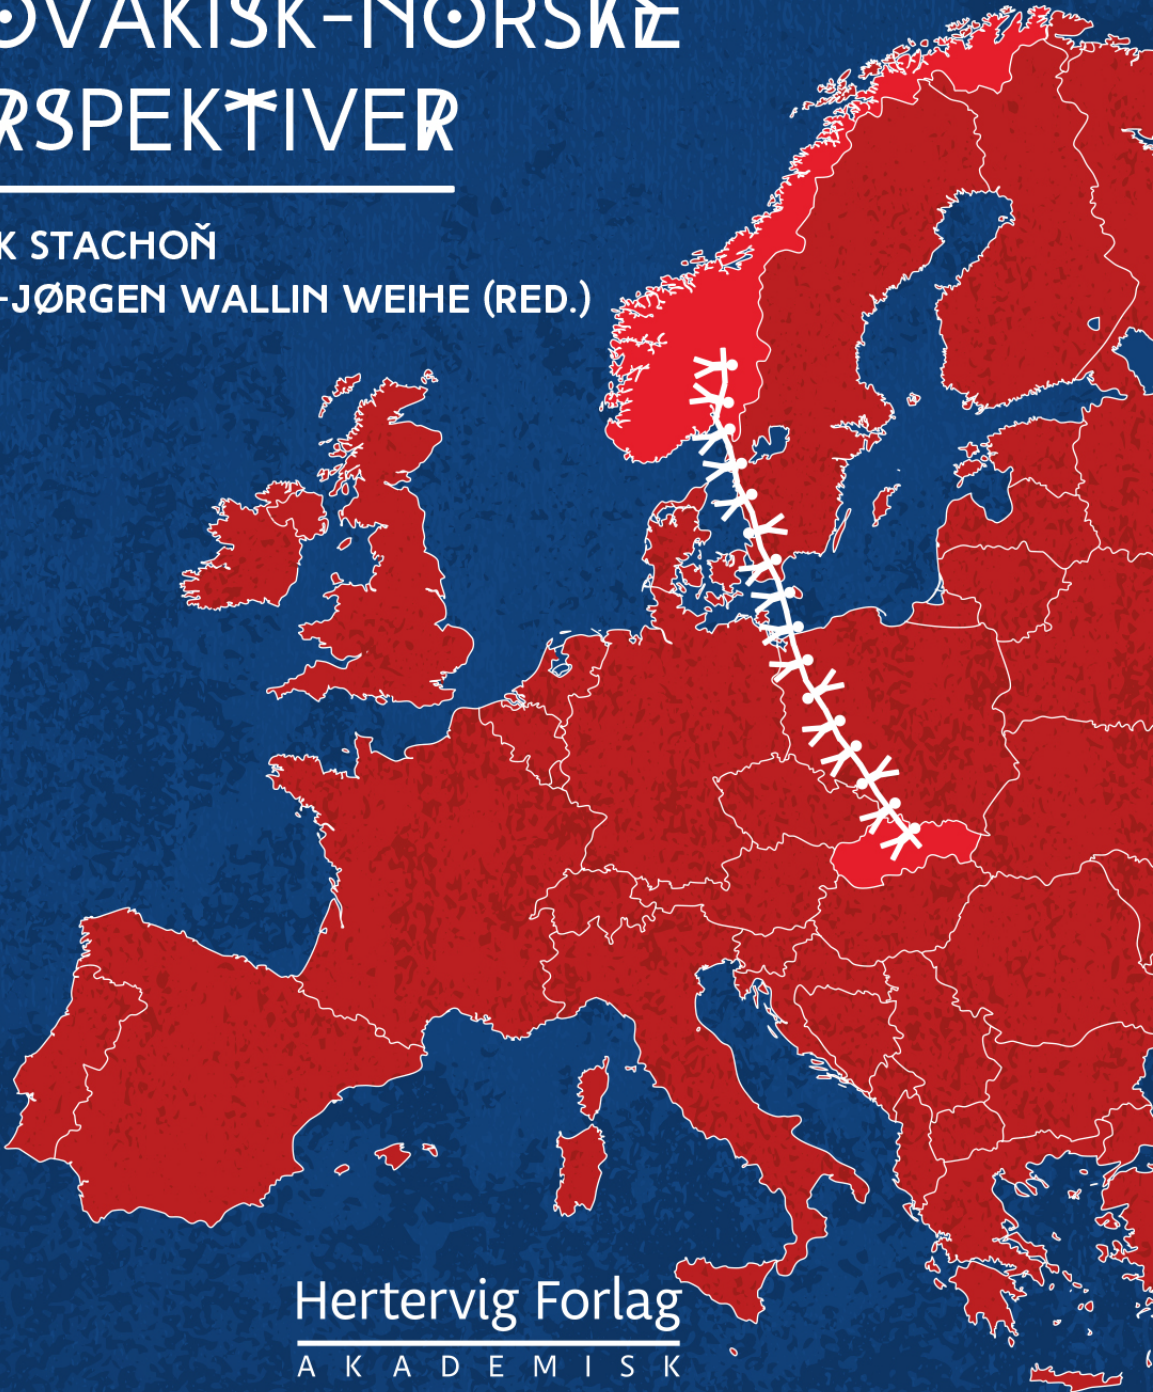 OVAKISK-NORSKE
RSPEKTIVER
K STACHOŇ
-JØRGEN WALLIN WEIHE (RED.)
Hertervig Forlag
AKADEMISK